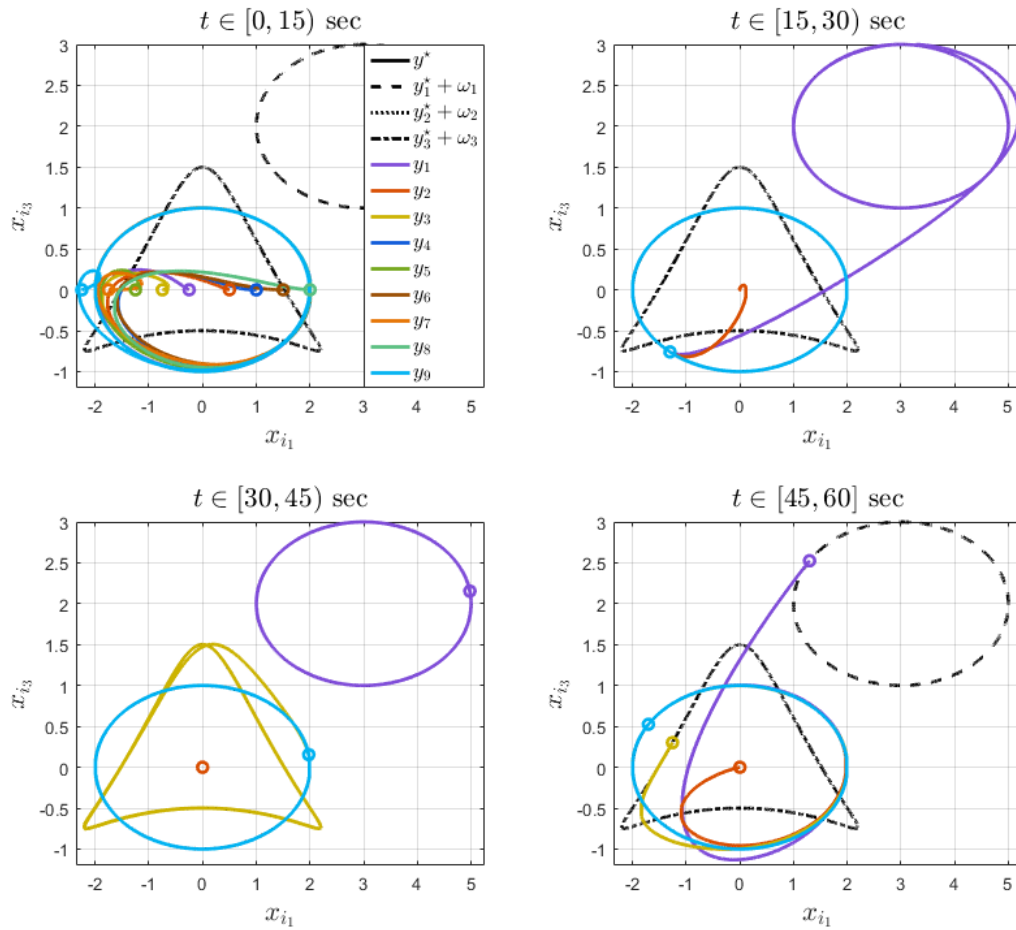 t ∈ [0, 15) sec
x_{i_3}
3
2.5
2
1.5
1
0.5
0
-0.5
-1
-2 -1 0 1 2 3 4 5
x_{i_1}
y^⋆
y_1^⋆ + ω_1
y_2^⋆ + ω_2
y_3^⋆ + ω_3
y_1
y_2
y_3
y_4
y_5
y_6
y_7
y_8
y_9
t ∈ [15, 30) sec
x_{i_3}
3
2.5
2
1.5
1
0.5
0
-0.5
-1
-2 -1 0 1 2 3 4 5
x_{i_1}
t ∈ [30, 45) sec
x_{i_3}
3
2.5
2
1.5
1
0.5
0
-0.5
-1
-2 -1 0 1 2 3 4 5
x_{i_1}
t ∈ [45, 60] sec
x_{i_3}
3
2.5
2
1.5
1
0.5
0
-0.5
-1
-2 -1 0 1 2 3 4 5
x_{i_1}